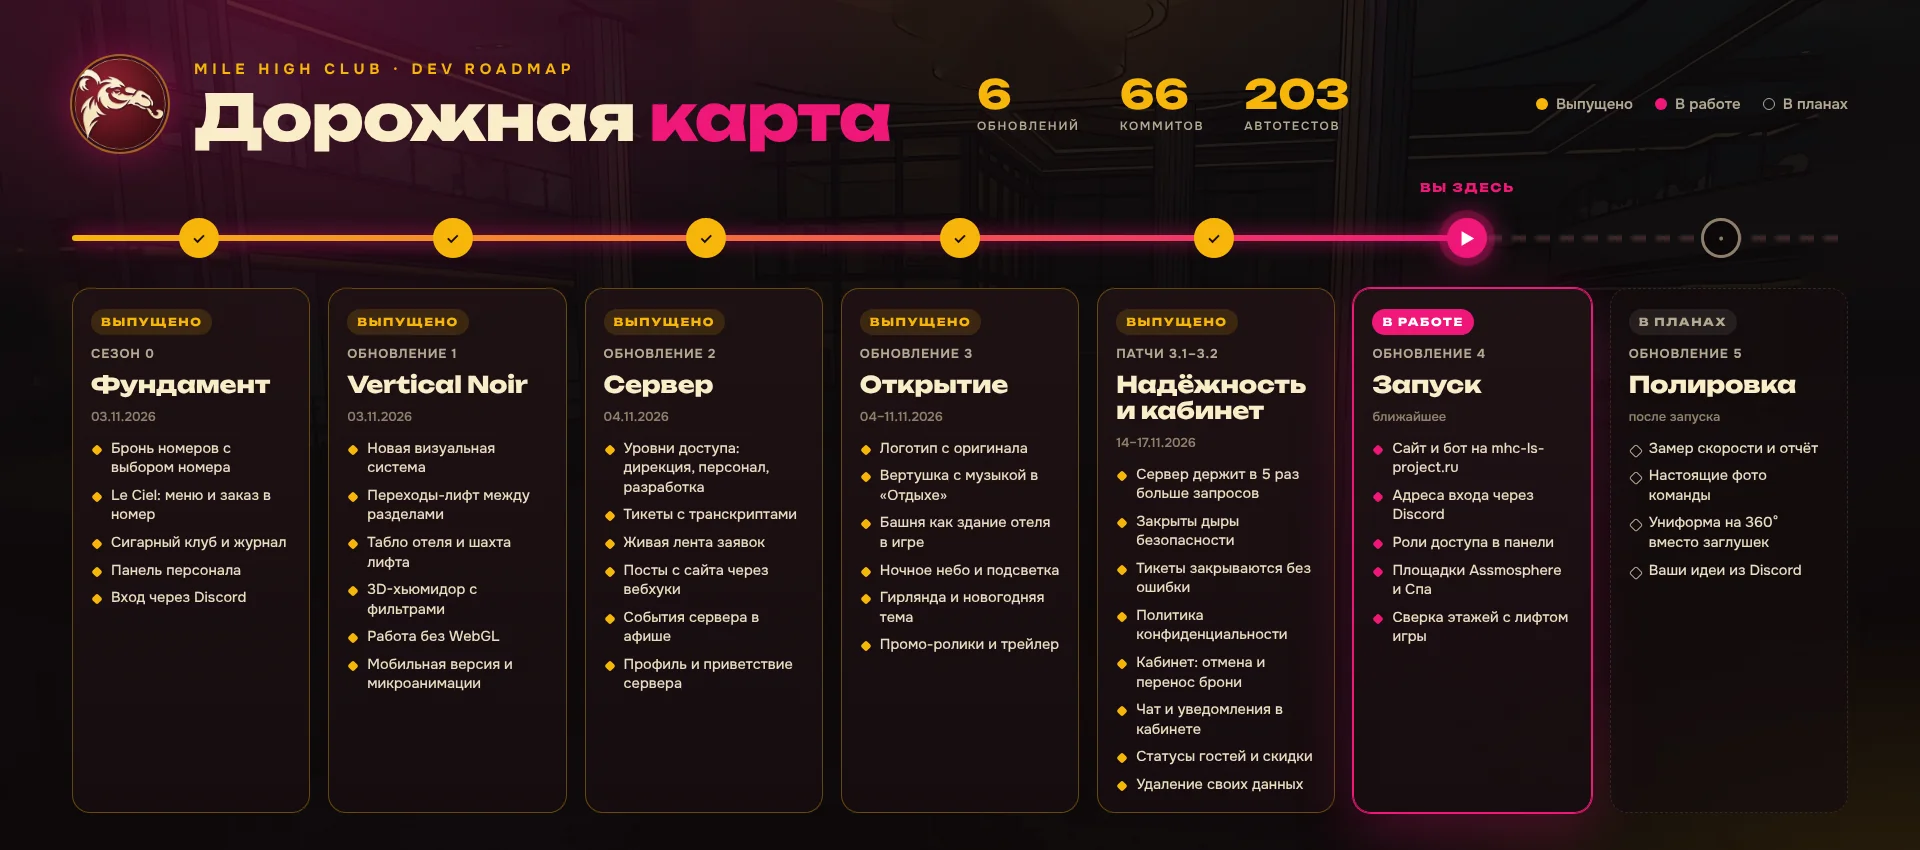 MILE HIGH CLUB · DEV ROADMAP
Дорожная карта
6
ОБНОВЛЕНИЙ
66
КОММИТОВ
203
АВТОТЕСТОВ
Выпущено
В работе
В планах
ВЫ ЗДЕСЬ
ВЫПУЩЕНО
СЕЗОН 0
Фундамент
03.11.2026
Бронь номеров с
выбором номера
Le Ciel: меню и заказ в
номер
Сигарный клуб и журнал
Панель персонала
Вход через Discord
ВЫПУЩЕНО
ОБНОВЛЕНИЕ 1
Vertical Noir
03.11.2026
Новая визуальная
система
Переходы-лифт между
разделами
Табло отеля и шахта
лифта
3D-хьюмидор с
фильтрами
Работа без WebGL
Мобильная версия и
микроанимации
ВЫПУЩЕНО
ОБНОВЛЕНИЕ 2
Сервер
04.11.2026
Уровни доступа:
дирекция, персонал,
разработка
Тикеты с транскриптами
Живая лента заявок
Посты с сайта через
вебхуки
События сервера в
афише
Профиль и приветствие
сервера
ВЫПУЩЕНО
ОБНОВЛЕНИЕ 3
Открытие
04–11.11.2026
Логотип с оригинала
Вертушка с музыкой в
«Отдыхе»
Башня как здание отеля
в игре
Ночное небо и подсветка
Гирлянда и новогодняя
тема
Промо-ролики и трейлер
ВЫПУЩЕНО
ПАТЧИ 3.1–3.2
Надёжность
и кабинет
14–17.11.2026
Сервер держит в 5 раз
больше запросов
Закрыты дыры
безопасности
Тикеты закрываются без
ошибки
Политика
конфиденциальности
Кабинет: отмена и
перенос брони
Чат и уведомления в
кабинете
Статусы гостей и скидки
Удаление своих данных
В РАБОТЕ
ОБНОВЛЕНИЕ 4
Запуск
ближайшее
Сайт и бот на mhc-ls-
project.ru
Адреса входа через
Discord
Роли доступа в панели
Площадки Assmosphere
и Спа
Сверка этажей с лифтом
игры
В ПЛАНАХ
ОБНОВЛЕНИЕ 5
Полировка
после запуска
Замер скорости и отчёт
Настоящие фото
команды
Униформа на 360°
вместо заглушек
Ваши идеи из Discord